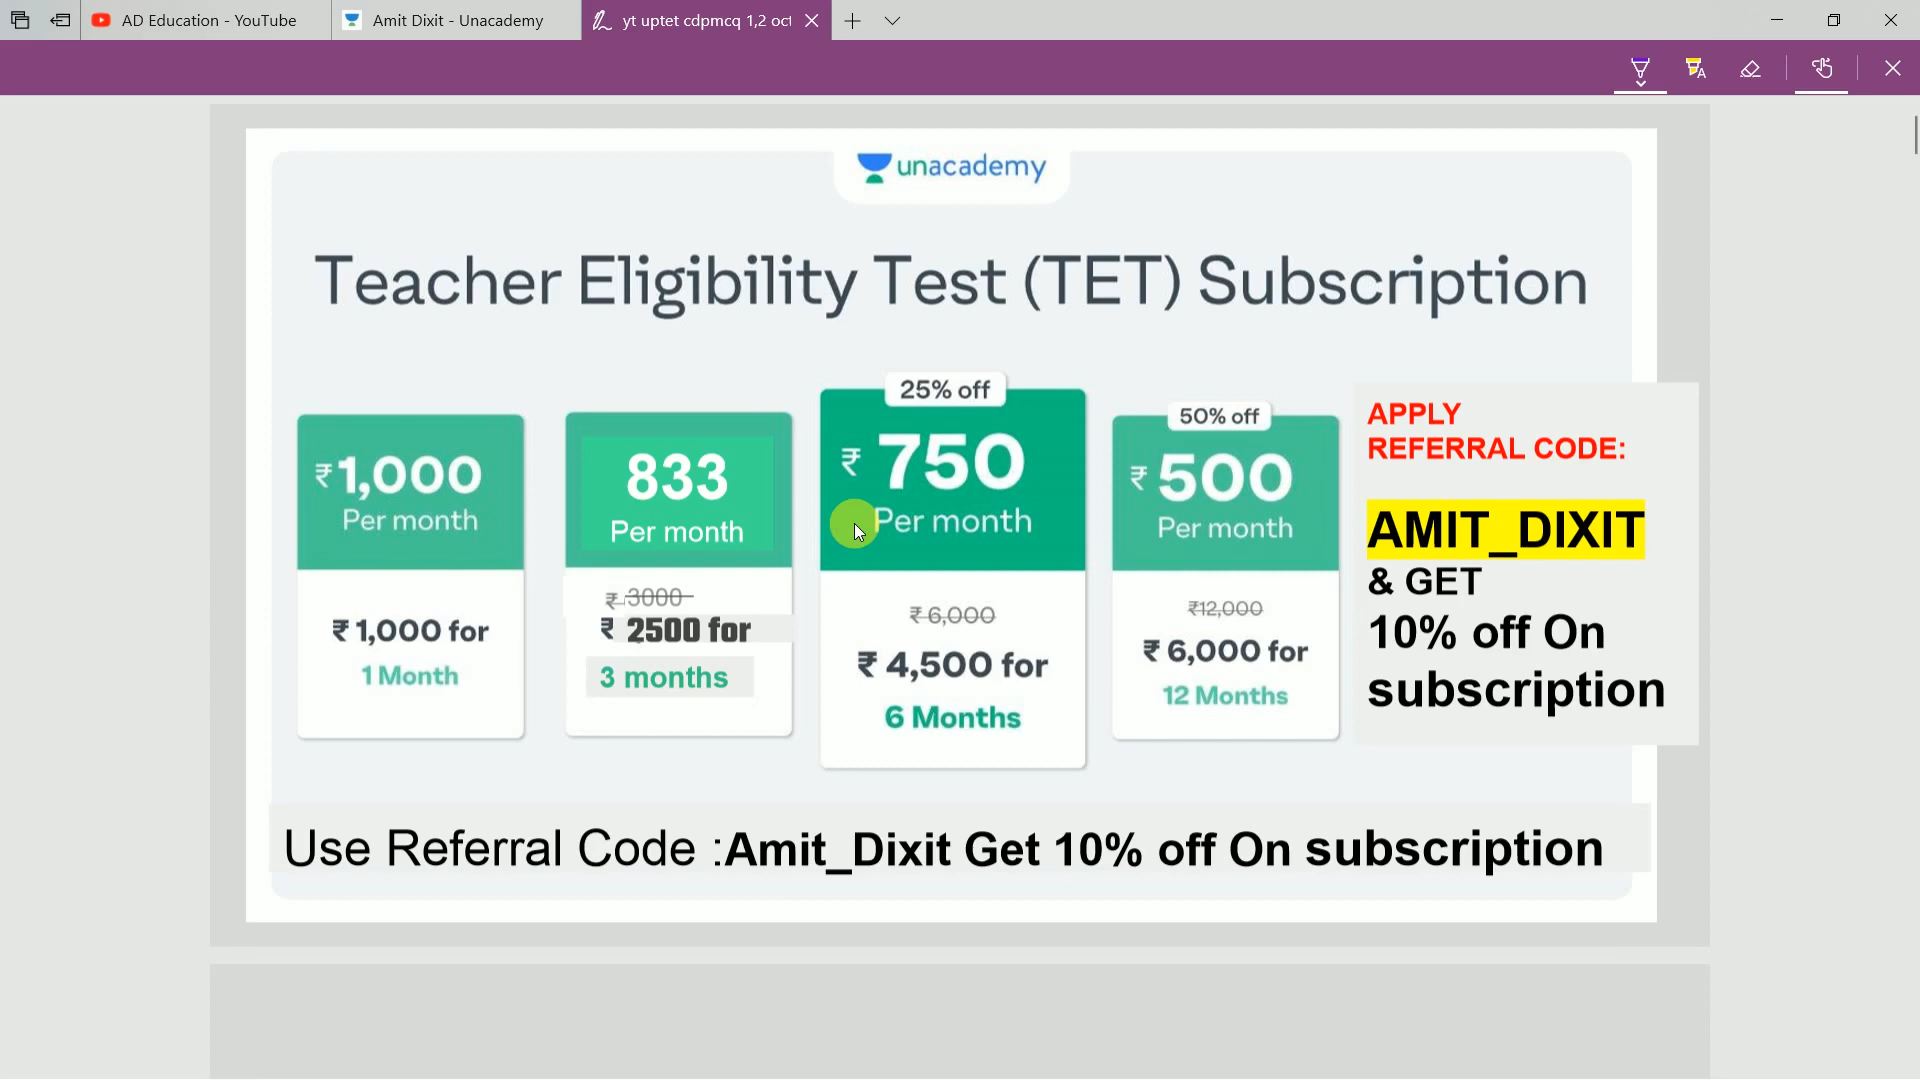 AD Education - YouTube
Amit Dixit - Unacademy
yt uptet cdpmcq 1,2 oct
unacademy
Teacher Eligibility Test (TET) Subscription
₹ 1,000
Per month
₹ 1,000 for
1 Month
833
Per month
₹ 3000
₹ 2500 for
3 months
25% off
₹ 750
Per month
₹ 6,000
₹ 4,500 for
6 Months
50% off
₹ 500
Per month
₹12,000
₹ 6,000 for
12 Months
APPLY
REFERRAL CODE:
AMIT_DIXIT
& GET
10% off On
subscription
Use Referral Code :Amit_Dixit Get 10% off On subscription